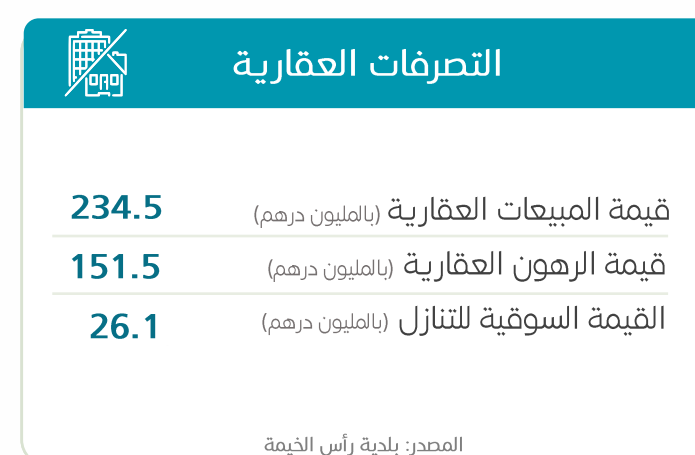 التصرفات العقارية
قيمة المبيعات العقارية (بالمليون درهم) 234.5
قيمة الرهون العقارية (بالمليون درهم) 151.5
القيمة السوقية للتنازل (بالمليون درهم) 26.1
المصدر: بلدية رأس الخيمة